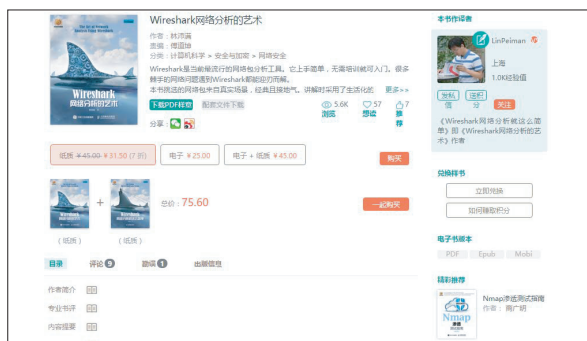 Wireshark网络分析的艺术
作者：林沛满
责编：傅道坤
分类：计算机科学 > 安全与加密 > 网络安全
Wireshark是当前最流行的网络包分析工具。它上手简单，无需培训就可入门。很多
棘手的网络问题遇到Wireshark都能迎刃而解。
本书挑选的网络包来自真实场景，经典且接地气。讲解时采用了生活化的 更多>>
下载PDF样章 配套文件下载
5.6K 浏览
57 想读
7 推荐
分享：
Wireshark
网络分析的艺术
纸质 ¥45.00 ¥31.50 (7 折)
电子 ¥25.00
电子 + 纸质 ¥45.00
购买
+
总价：75.60
一起购买
（纸质）
（纸质）
目录 评论 9 勘误 1 出版信息
作者简介
专业书评
内容提要
本书作译者
LinPeiman
上海
1.0K经验值
发私信
送积分
关注
《Wireshark网络分析就这么简
单》即《Wireshark网络分析的艺
术》作者
兑换样书
立即兑换
如何赚取积分
电子书版本
PDF Epub Mobi
精彩推荐
Nmap
Nmap渗透测试指南
作者：商广明